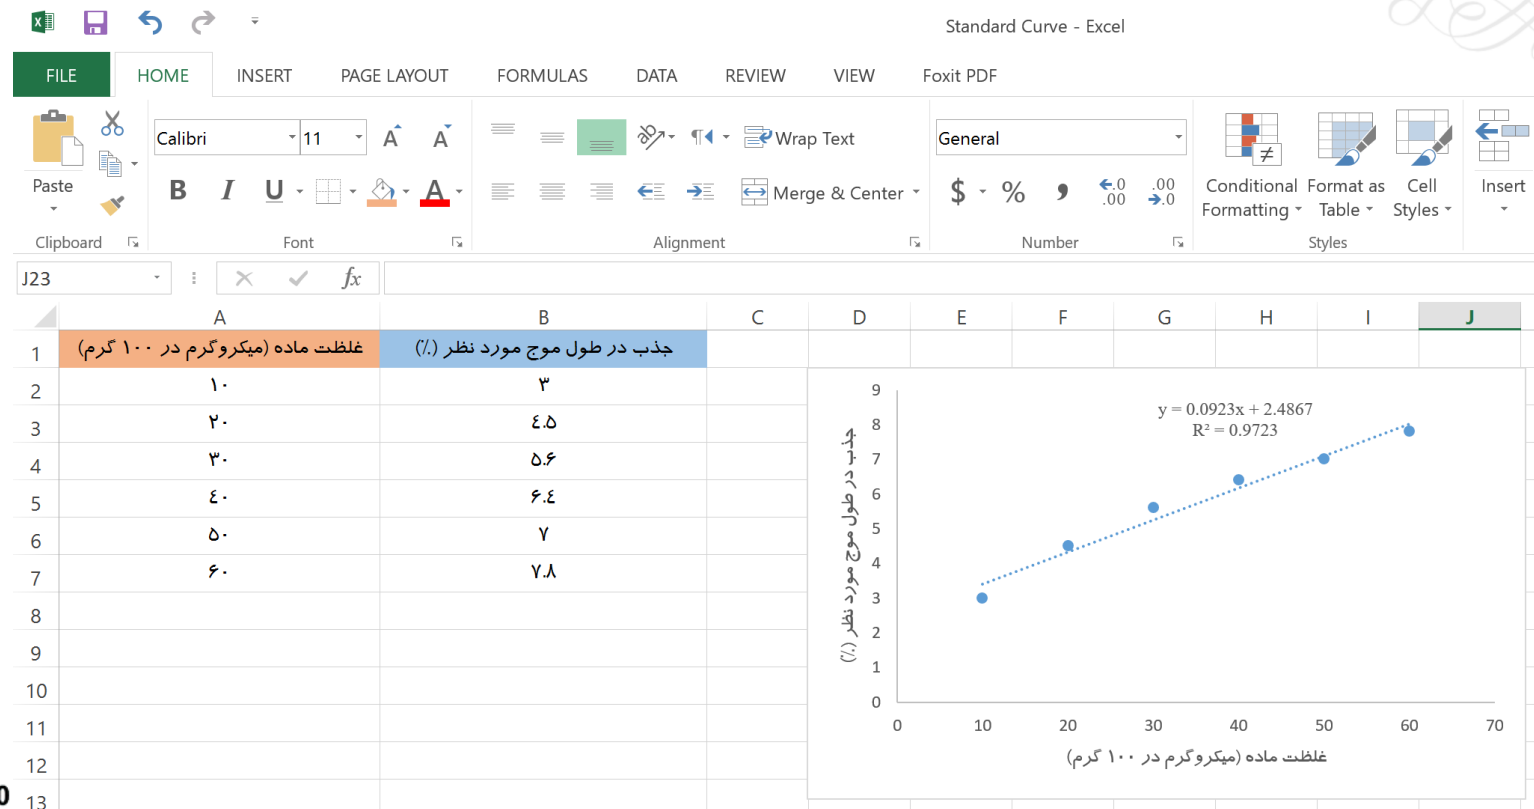 Standard Curve - Excel
FILE HOME INSERT PAGE LAYOUT FORMULAS DATA REVIEW VIEW Foxit PDF
Calibri 11 A A Wrap Text General
Paste B I U A Merge & Center $ % , .0 .00 .00 .0 Conditional Formatting Format as Table Cell Styles Insert
Clipboard Font Alignment Number Styles
J23 fx
A B C D E F G H I J
1 غلظت ماده (میکروگرم در ۱۰۰ گرم) جذب در طول موج مورد نظر (٪)
2 ۱۰ ۳
3 ۲۰ ٤.۵
4 ۳۰ ۵.۶
5 ٤۰ ۶.٤
6 ۵۰ ۷
7 ۶۰ ۷.۸
8
9
10
11
12
13
y = 0.0923x + 2.4867
R² = 0.9723
9
8
7
6
5
4
3
2
1
0
جذب در طول موج مورد نظر (٪)
0 10 20 30 40 50 60 70
غلظت ماده (میکروگرم در ۱۰۰ گرم)